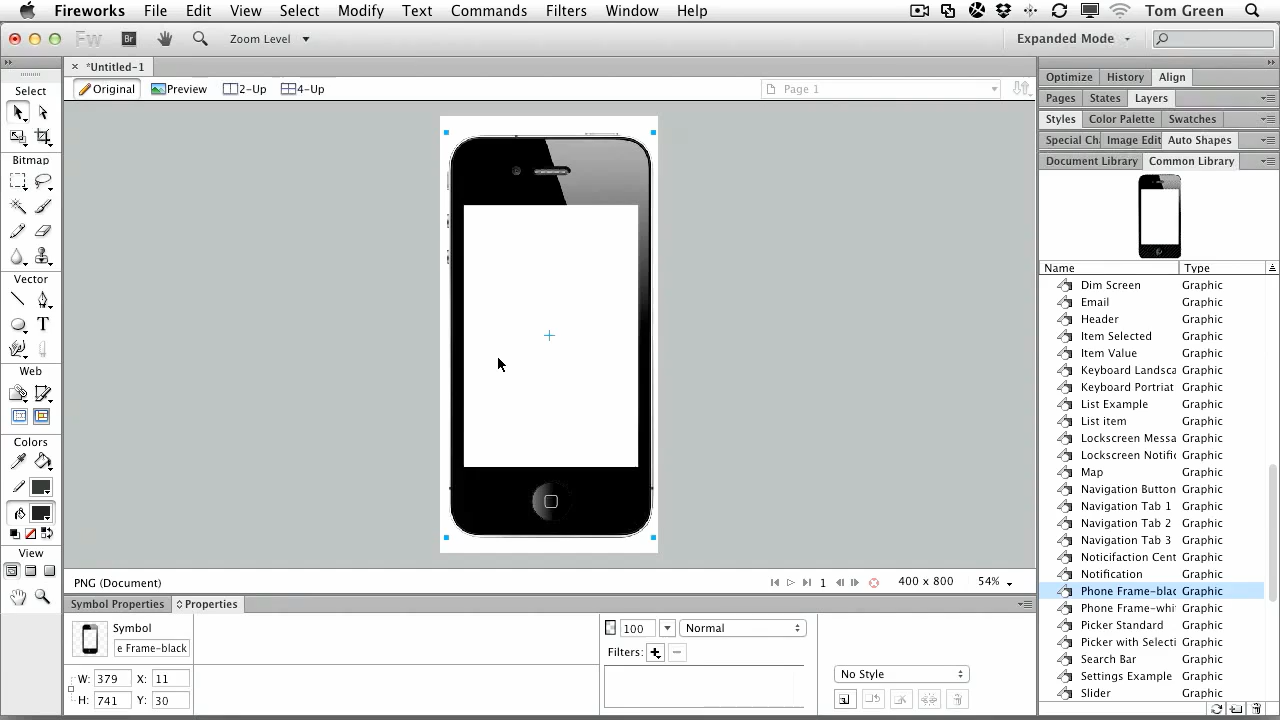 Fireworks File Edit View Select Modify Text Commands Filters Window Help Tom Green
Fw Br Zoom Level Expanded Mode
*Untitled-1
Original Preview 2-Up 4-Up Page 1
Select
Bitmap
Vector
T
Web
Colors
View
Optimize History Align
Pages States Layers
Styles Color Palette Swatches
Special Ch Image Edit Auto Shapes
Document Library Common Library
Name Type
Dim Screen Graphic
Email Graphic
Header Graphic
Item Selected Graphic
Item Value Graphic
Keyboard Landsca Graphic
Keyboard Portriat Graphic
List Example Graphic
List item Graphic
Lockscreen Messa Graphic
Lockscreen Notifi Graphic
Map Graphic
Navigation Button Graphic
Navigation Tab 1 Graphic
Navigation Tab 2 Graphic
Navigation Tab 3 Graphic
Noticifaction Cent Graphic
Notification Graphic
Phone Frame-blac Graphic
Phone Frame-whi Graphic
Picker Standard Graphic
Picker with Selecti Graphic
Search Bar Graphic
Settings Example Graphic
Slider Graphic
PNG (Document) 1 400 x 800 54%
Symbol Properties Properties
Symbol
e Frame-black
W: 379 X: 11
H: 741 Y: 30
100 Normal
Filters:
No Style